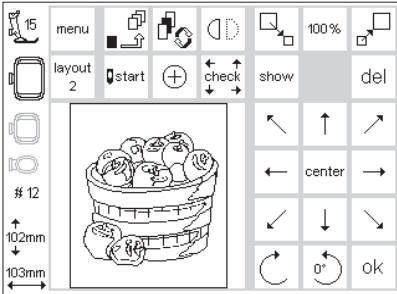 15
menu
100%
layout
2
start
check
show
del
center
# 12
102mm
103mm
0°
ok